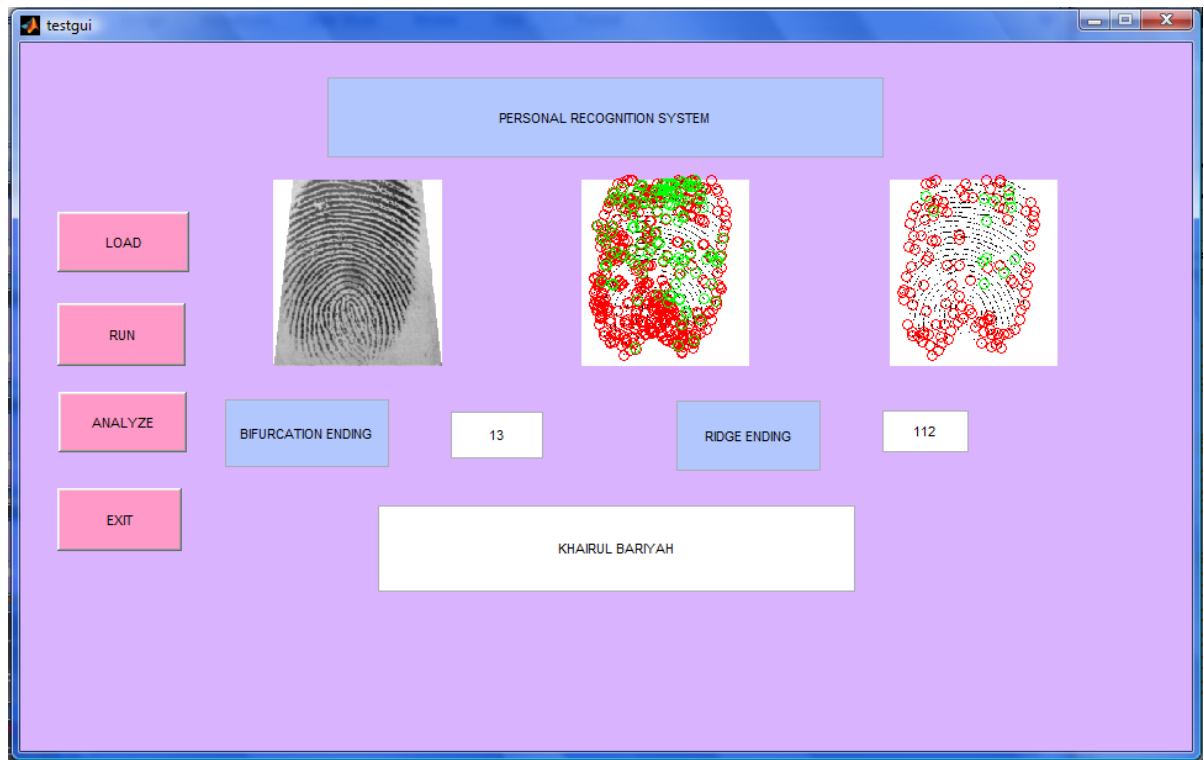 testgui
PERSONAL RECOGNITION SYSTEM
LOAD
RUN
ANALYZE
BIFURCATION ENDING
13
RIDGE ENDING
112
EXIT
KHAIRUL BARIYAH